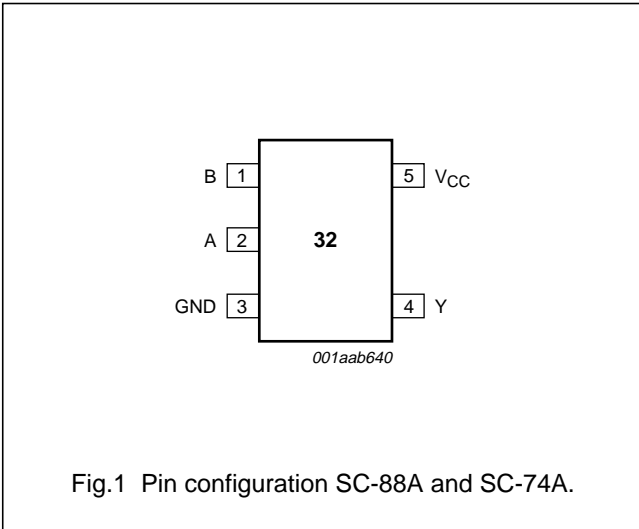 B 1 5 VCC
A 2 32
GND 3 4 Y
001aab640
Fig.1 Pin configuration SC-88A and SC-74A.